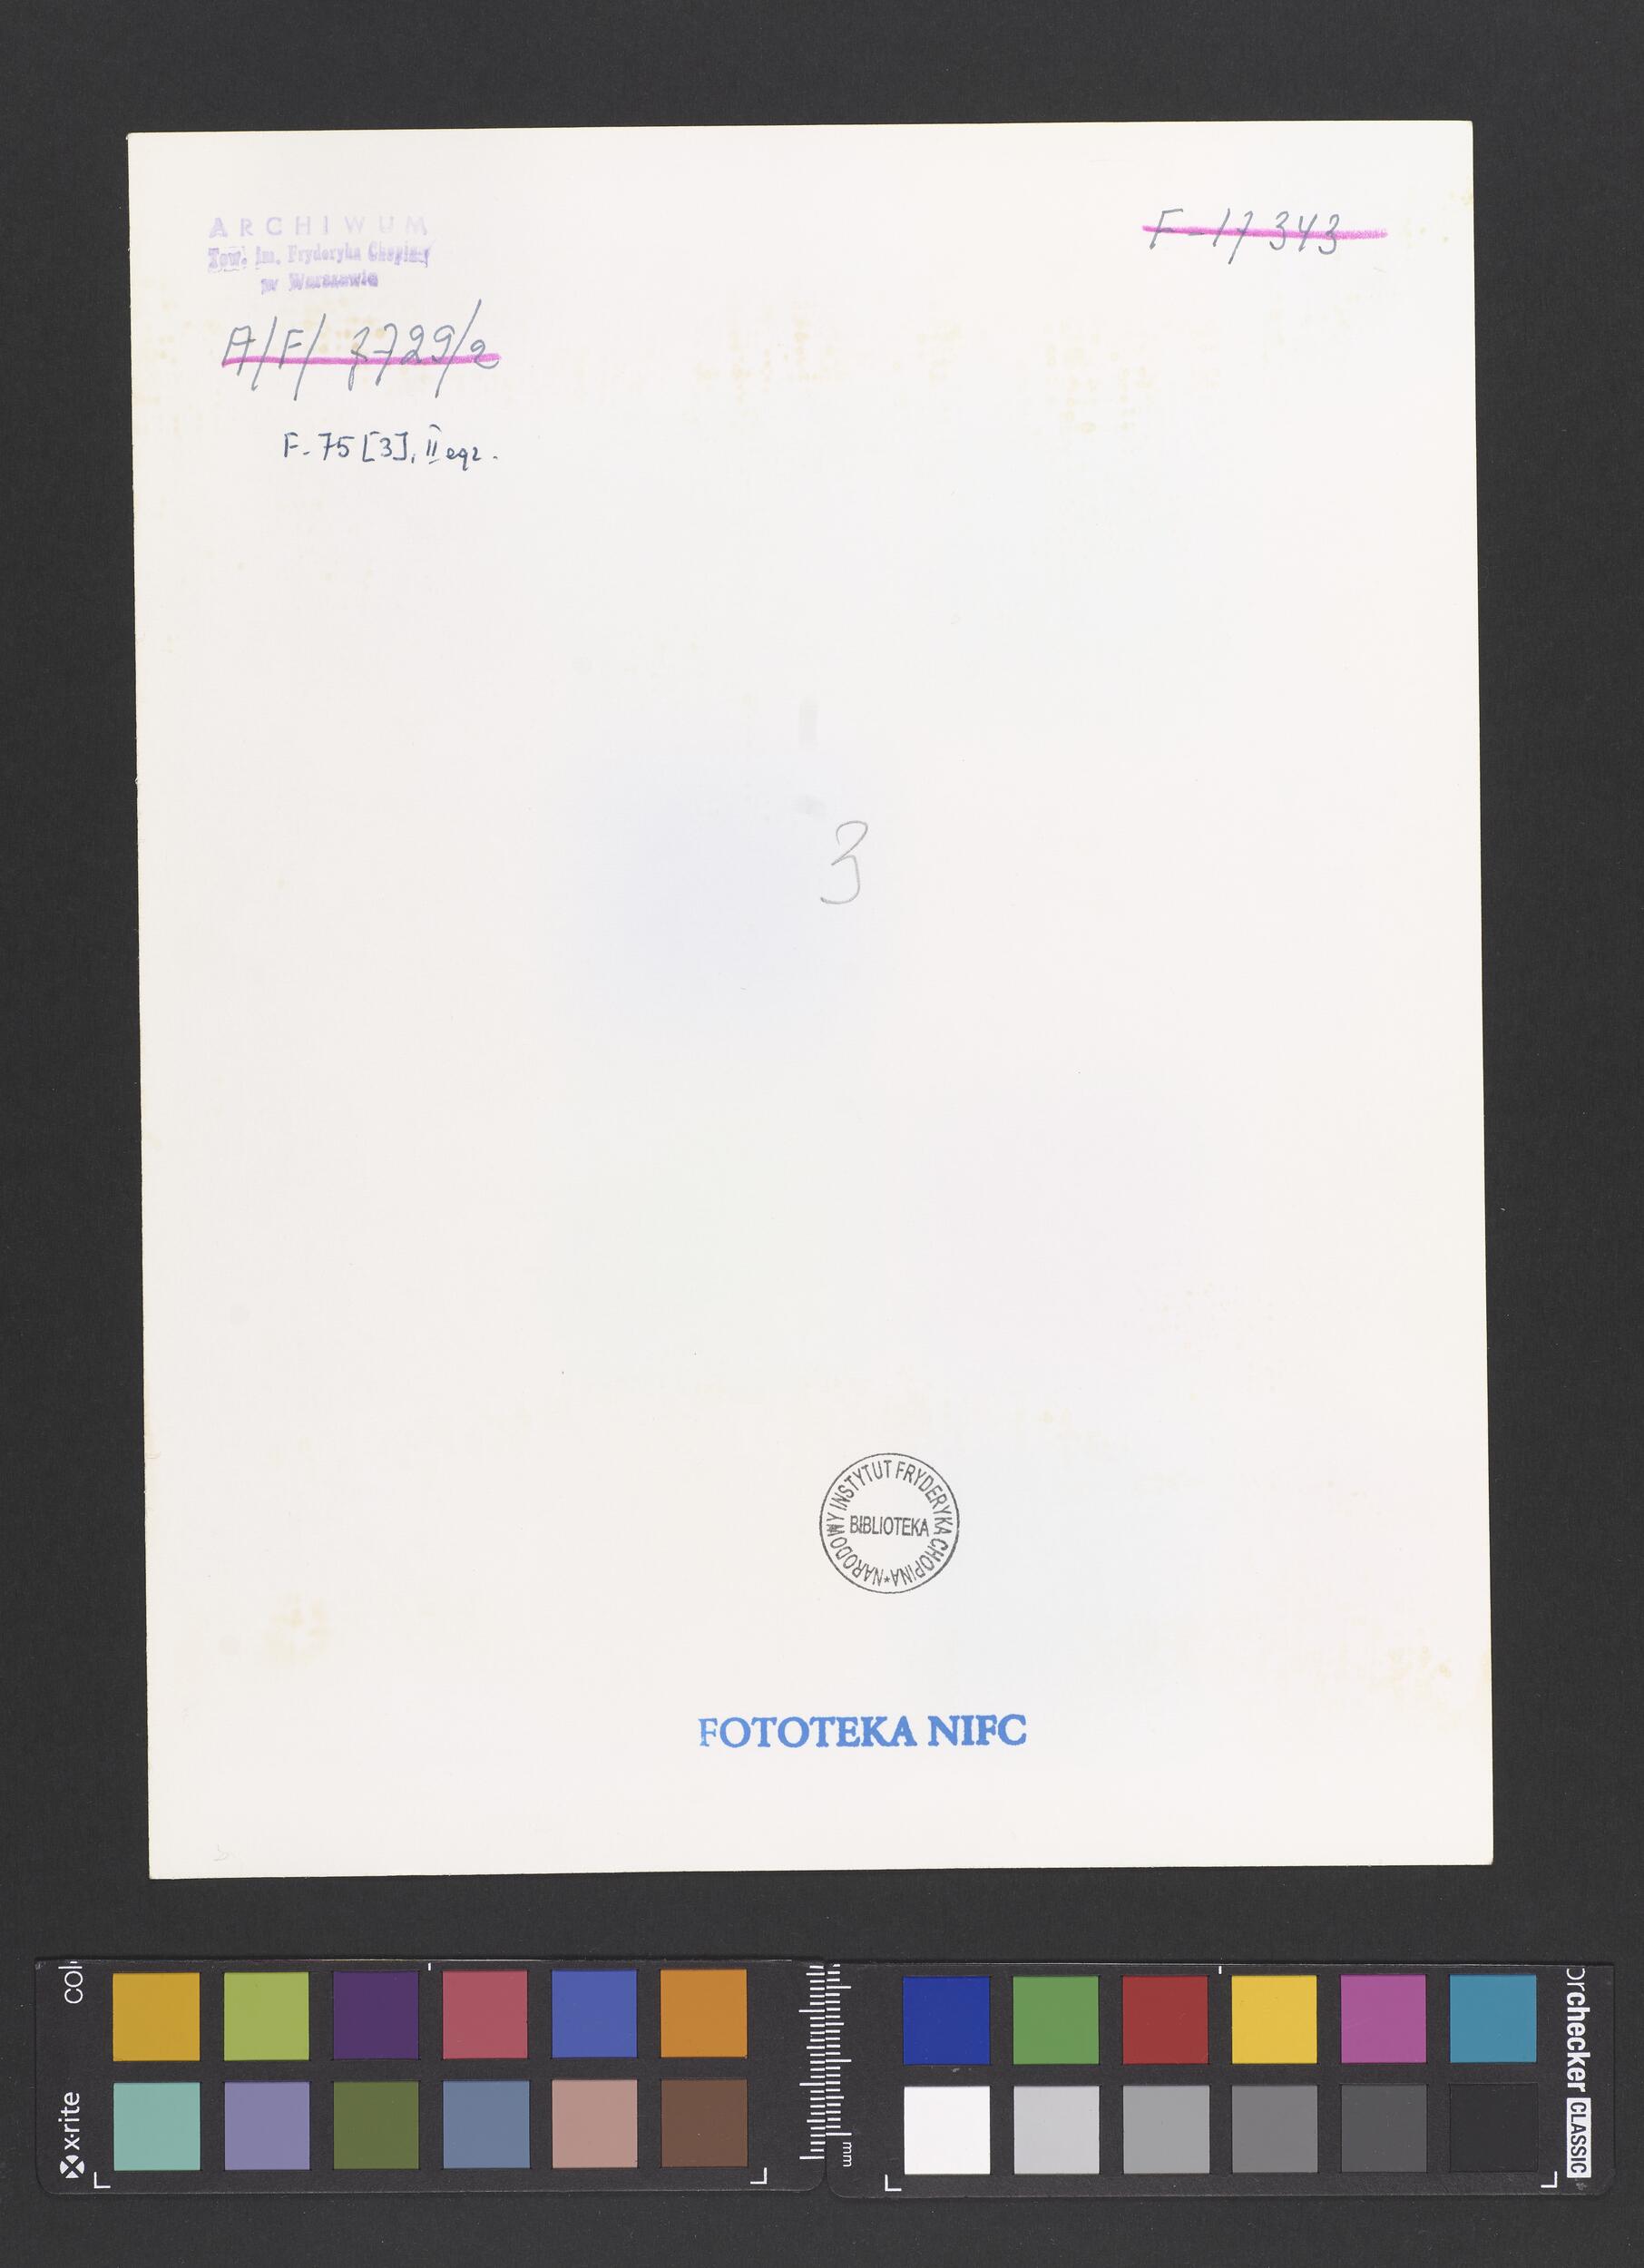 ARCHIWUM
Tow. im. Fryderyka Chopina
w Warszawie
F-17343
A/F/ 3729/2
F-75 [3], II egz.
3
NARODOWY INSTYTUT FRYDERYKA CHOPINA *
BIBLIOTEKA
FOTOTEKA NIFC
x-rite
mm
checker CLASSIC